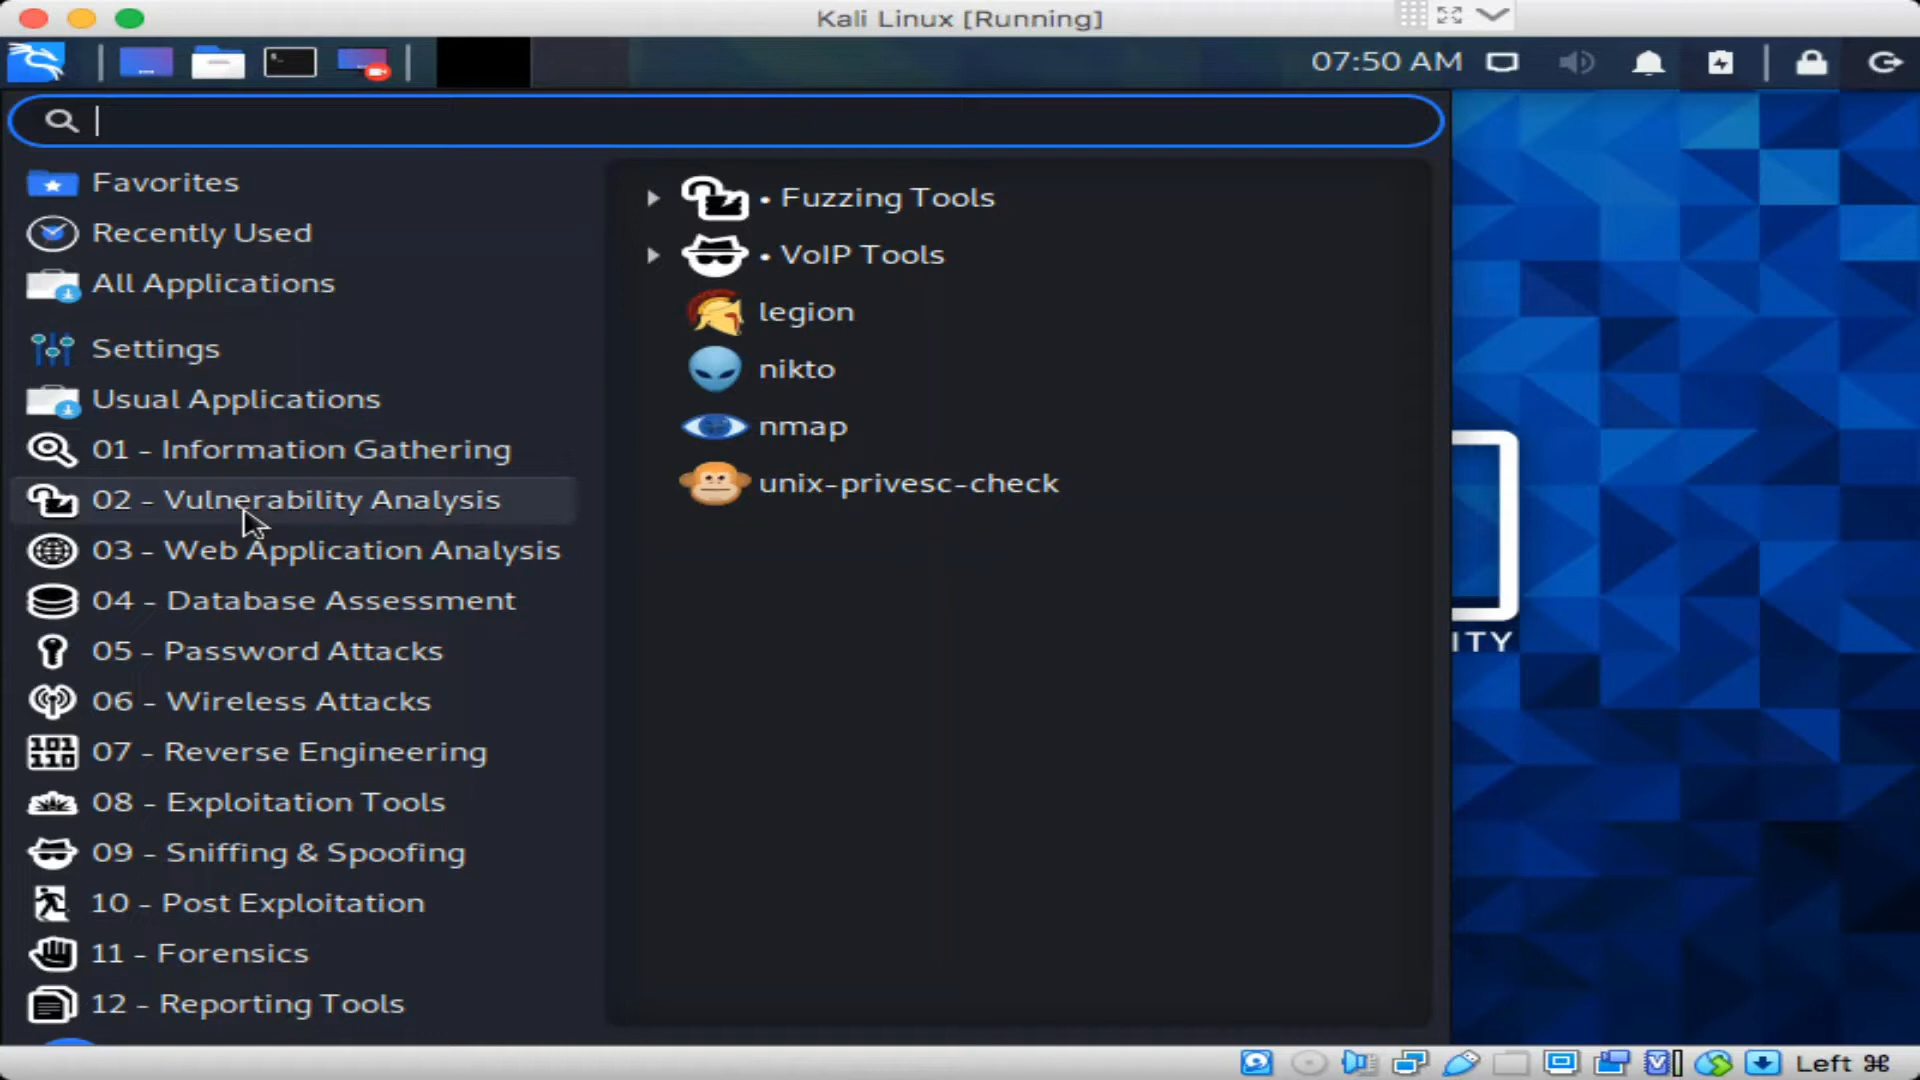 Kali Linux [Running]
07:50 AM
Favorites
Recently Used
All Applications
Settings
Usual Applications
01 - Information Gathering
02 - Vulnerability Analysis
03 - Web Application Analysis
04 - Database Assessment
05 - Password Attacks
06 - Wireless Attacks
07 - Reverse Engineering
08 - Exploitation Tools
09 - Sniffing & Spoofing
10 - Post Exploitation
11 - Forensics
12 - Reporting Tools
• Fuzzing Tools
• VoIP Tools
legion
nikto
nmap
unix-privesc-check
ITY
Left ⌘